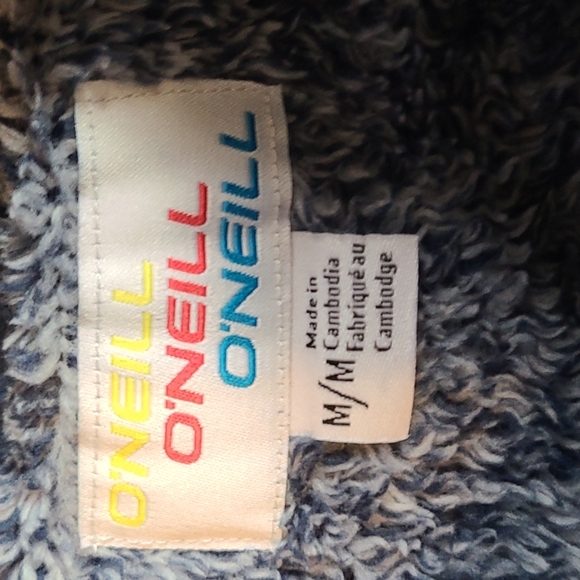 O'NEILL
O'NEILL
O'NEILL
M/M
Made in
Cambodia
Fabriqué au
Cambodge